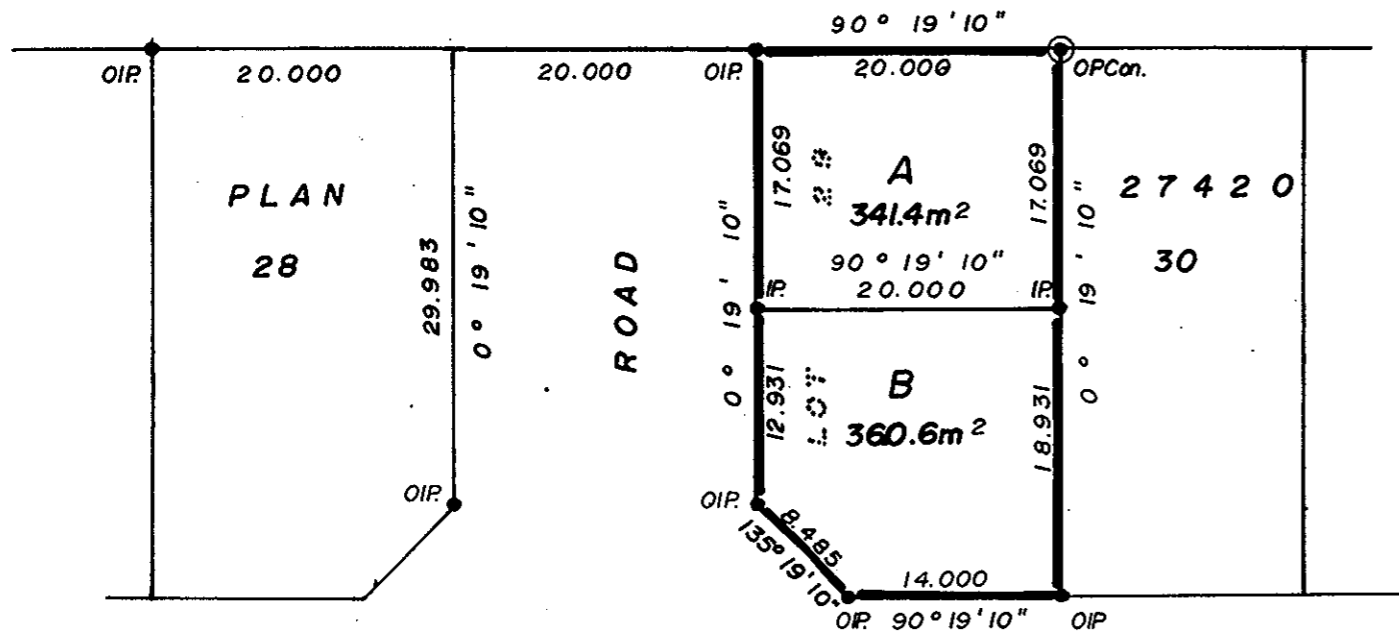 90° 19' 10"
OIP. 20.000 20.000 OIP. 20.000 OPCon.
PLAN
28
29.983
0° 19' 10"
ROAD
0° 19' 10"
17.069
29
A
341.4m²
17.069
0° 19' 10"
27420
30
90° 19' 10"
IP. 20.000 IP.
12.931
LOT
B
360.6m²
18.931
OIP.
OIP.
8.485
135° 19' 10"
14.000
OIP. 90° 19' 10" OIP